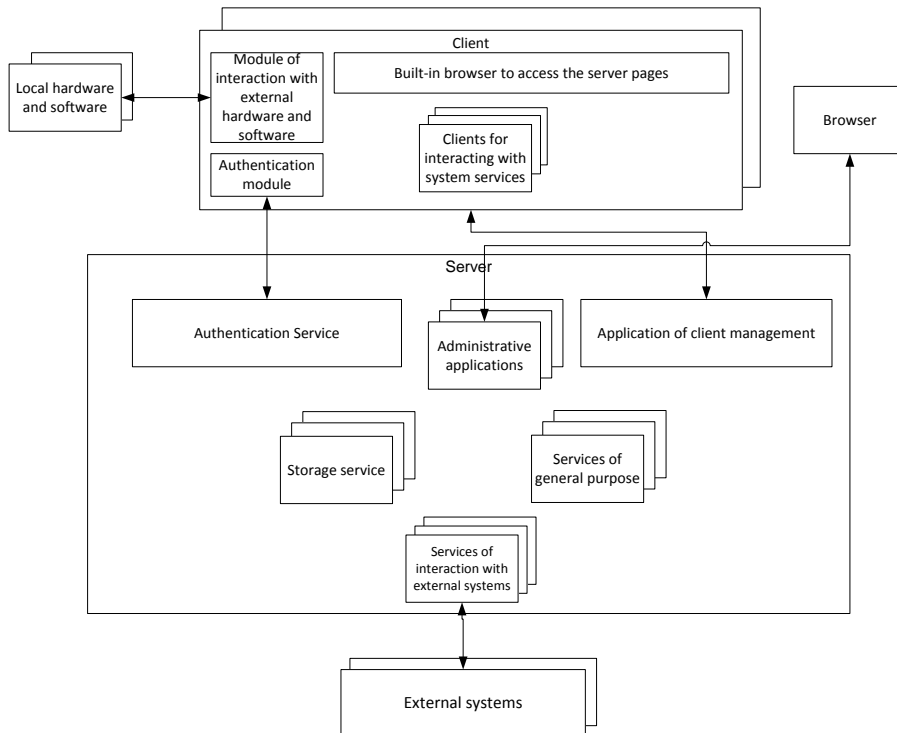 Client
Local hardware
and software
Module of
interaction with
external
hardware and
software
Built-in browser to access the server pages
Browser
Clients for
interacting with
system services
Authentication
module
Server
Authentication Service
Administrative
applications
Application of client management
Storage service
Services of
general purpose
Services of
interaction with
external systems
External systems